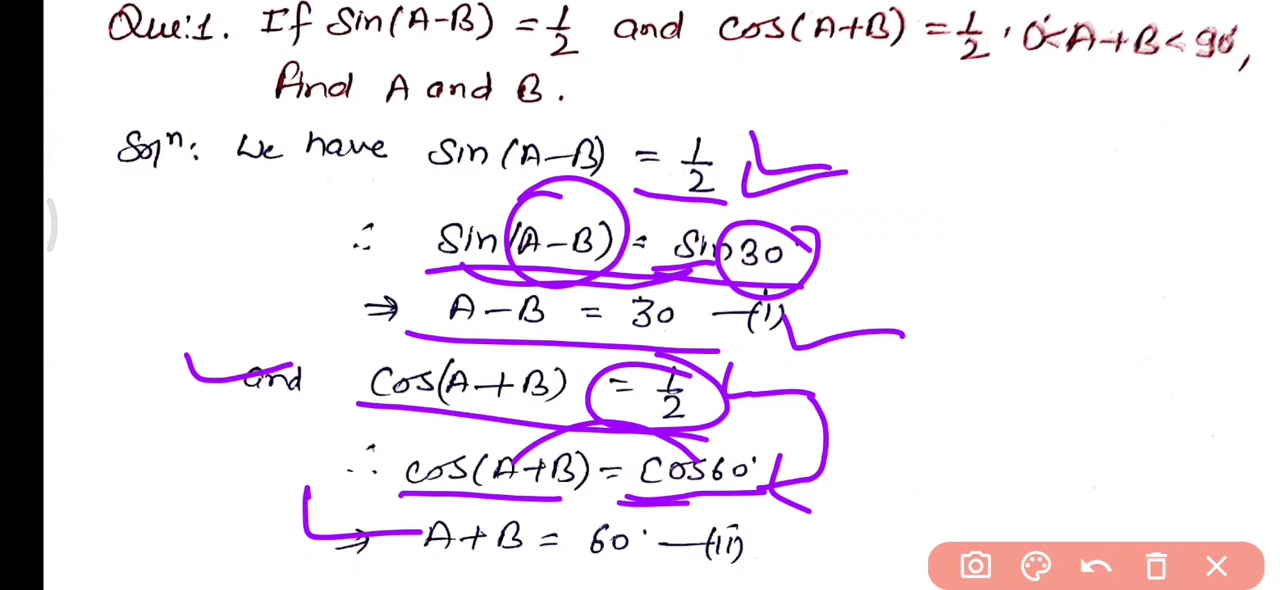 Que:1. If Sin(A-B) = 1/2 and cos(A+B) = 1/2, 0°<A+B<90°,
find A and B.
Solⁿ: We have Sin(A-B) = 1/2
∴ Sin(A-B) = Sin30°
⇒ A-B = 30° —(i)
and Cos(A+B) = 1/2
∴ cos(A+B) = Cos60°
⇒ A+B = 60° —(ii)